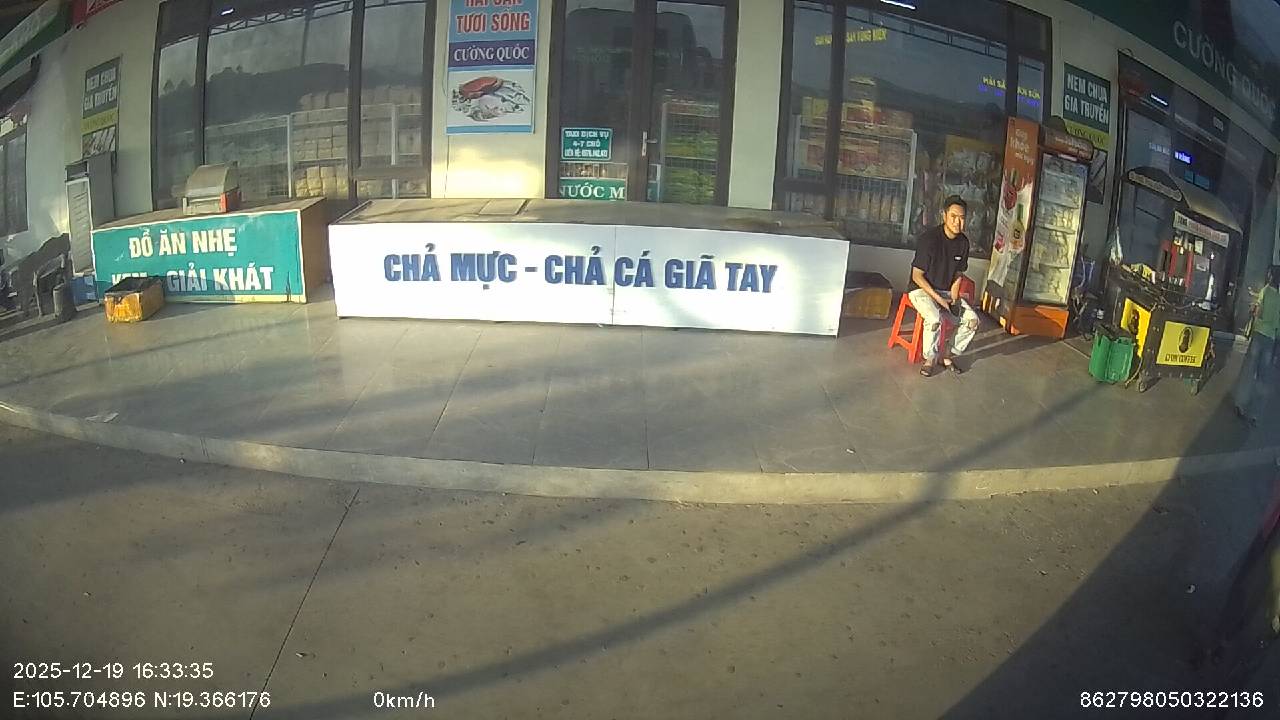 HẢI SẢN
TƯƠI SỐNG
CƯỜNG QUỐC
NEM CHUA
GIA TRUYỀN
ĐỒ ĂN NHẸ
KEM - GIẢI KHÁT
CHẢ MỰC - CHẢ CÁ GIÃ TAY
TAXI DỊCH VỤ
4-7 CHỖ
NƯỚC M
NEM CHUA
GIA TRUYỀN
CƯỜNG QUỐC
2025-12-19 16:33:35
E:105.704896 N:19.366176
0km/h
862798050322136